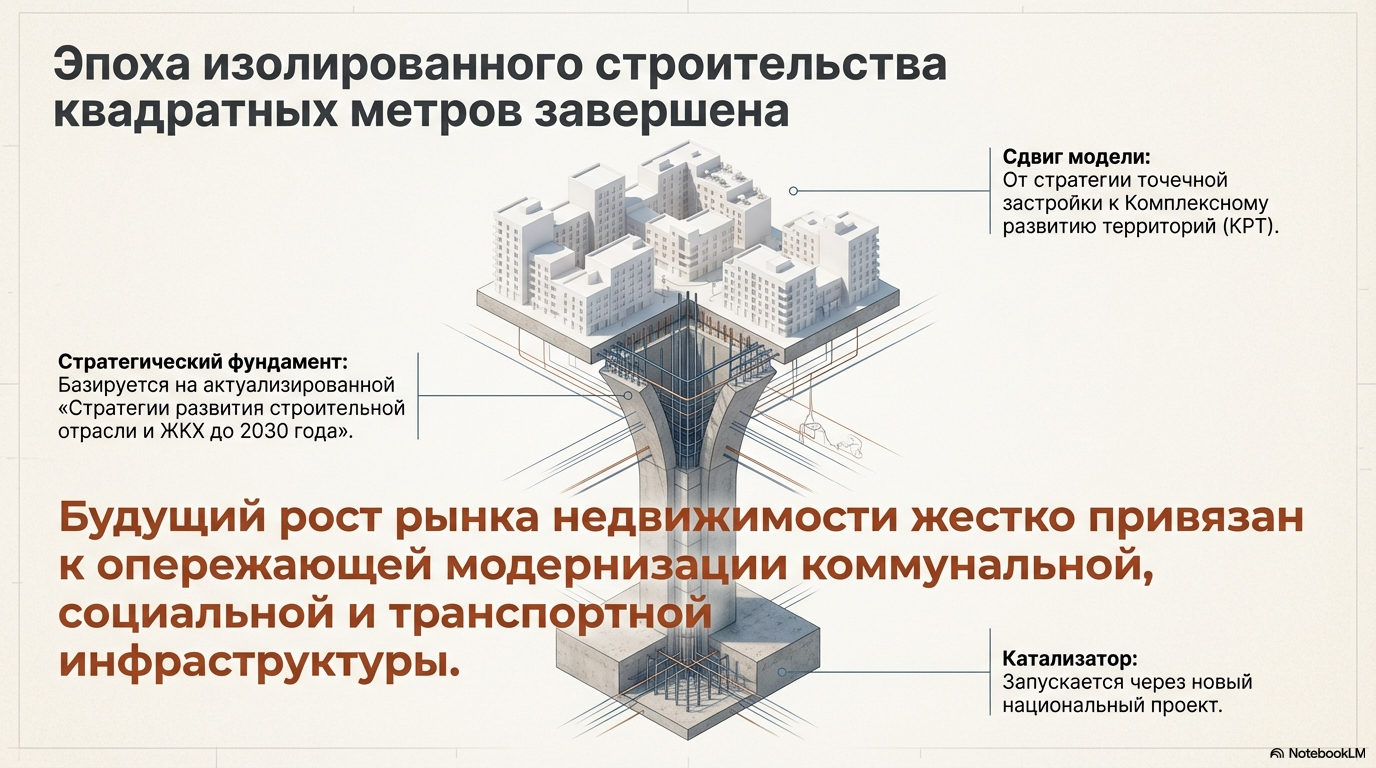 Эпоха изолированного строительства
квадратных метров завершена
Сдвиг модели:
От стратегии точечной
застройки к Комплексному
развитию территорий (КРТ).
Стратегический фундамент:
Базируется на актуализированной
«Стратегии развития строительной
отрасли и ЖКХ до 2030 года».
Будущий рост рынка недвижимости жестко привязан
к опережающей модернизации коммунальной,
социальной и транспортной
инфраструктуры.
Катализатор:
Запускается через новый
национальный проект.
NotebookLM